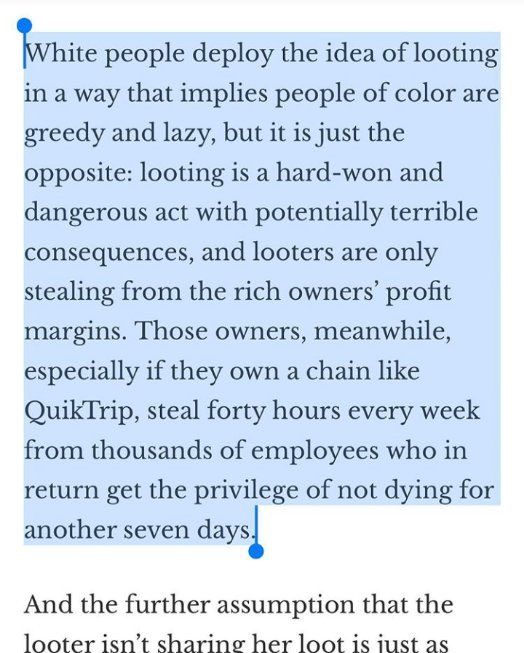 White people deploy the idea of looting
in a way that implies people of color are
greedy and lazy, but it is just the
opposite: looting is a hard-won and
dangerous act with potentially terrible
consequences, and looters are only
stealing from the rich owners’ profit
margins. Those owners, meanwhile,
especially if they own a chain like
QuikTrip, steal forty hours every week
from thousands of employees who in
return get the privilege of not dying for
another seven days.
And the further assumption that the
looter isn’t sharing her loot is just as